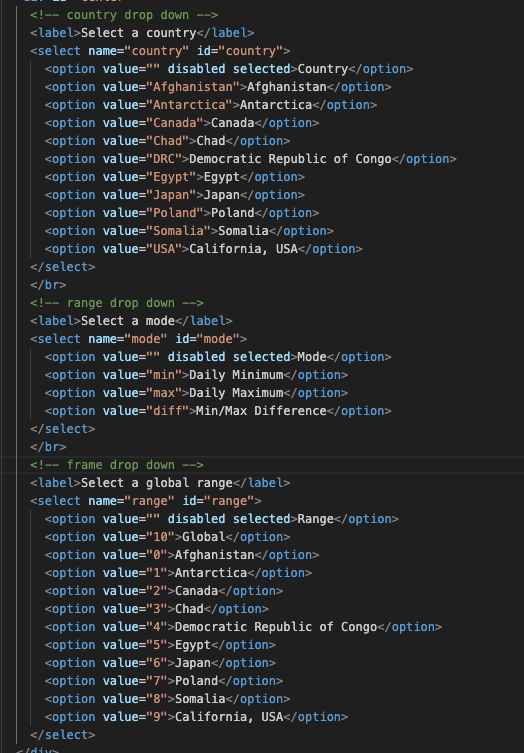 <!-- country drop down -->
<label>Select a country</label>
<select name="country" id="country">
<option value="" disabled selected>Country</option>
<option value="Afghanistan">Afghanistan</option>
<option value="Antarctica">Antarctica</option>
<option value="Canada">Canada</option>
<option value="Chad">Chad</option>
<option value="DRC">Democratic Republic of Congo</option>
<option value="Egypt">Egypt</option>
<option value="Japan">Japan</option>
<option value="Poland">Poland</option>
<option value="Somalia">Somalia</option>
<option value="USA">California, USA</option>
</select>
</br>
<!-- range drop down -->
<label>Select a mode</label>
<select name="mode" id="mode">
<option value="" disabled selected>Mode</option>
<option value="min">Daily Minimum</option>
<option value="max">Daily Maximum</option>
<option value="diff">Min/Max Difference</option>
</select>
</br>
<!-- frame drop down -->
<label>Select a global range</label>
<select name="range" id="range">
<option value="" disabled selected>Range</option>
<option value="10">Global</option>
<option value="0">Afghanistan</option>
<option value="1">Antarctica</option>
<option value="2">Canada</option>
<option value="3">Chad</option>
<option value="4">Democratic Republic of Congo</option>
<option value="5">Egypt</option>
<option value="6">Japan</option>
<option value="7">Poland</option>
<option value="8">Somalia</option>
<option value="9">California, USA</option>
</select>
</div>